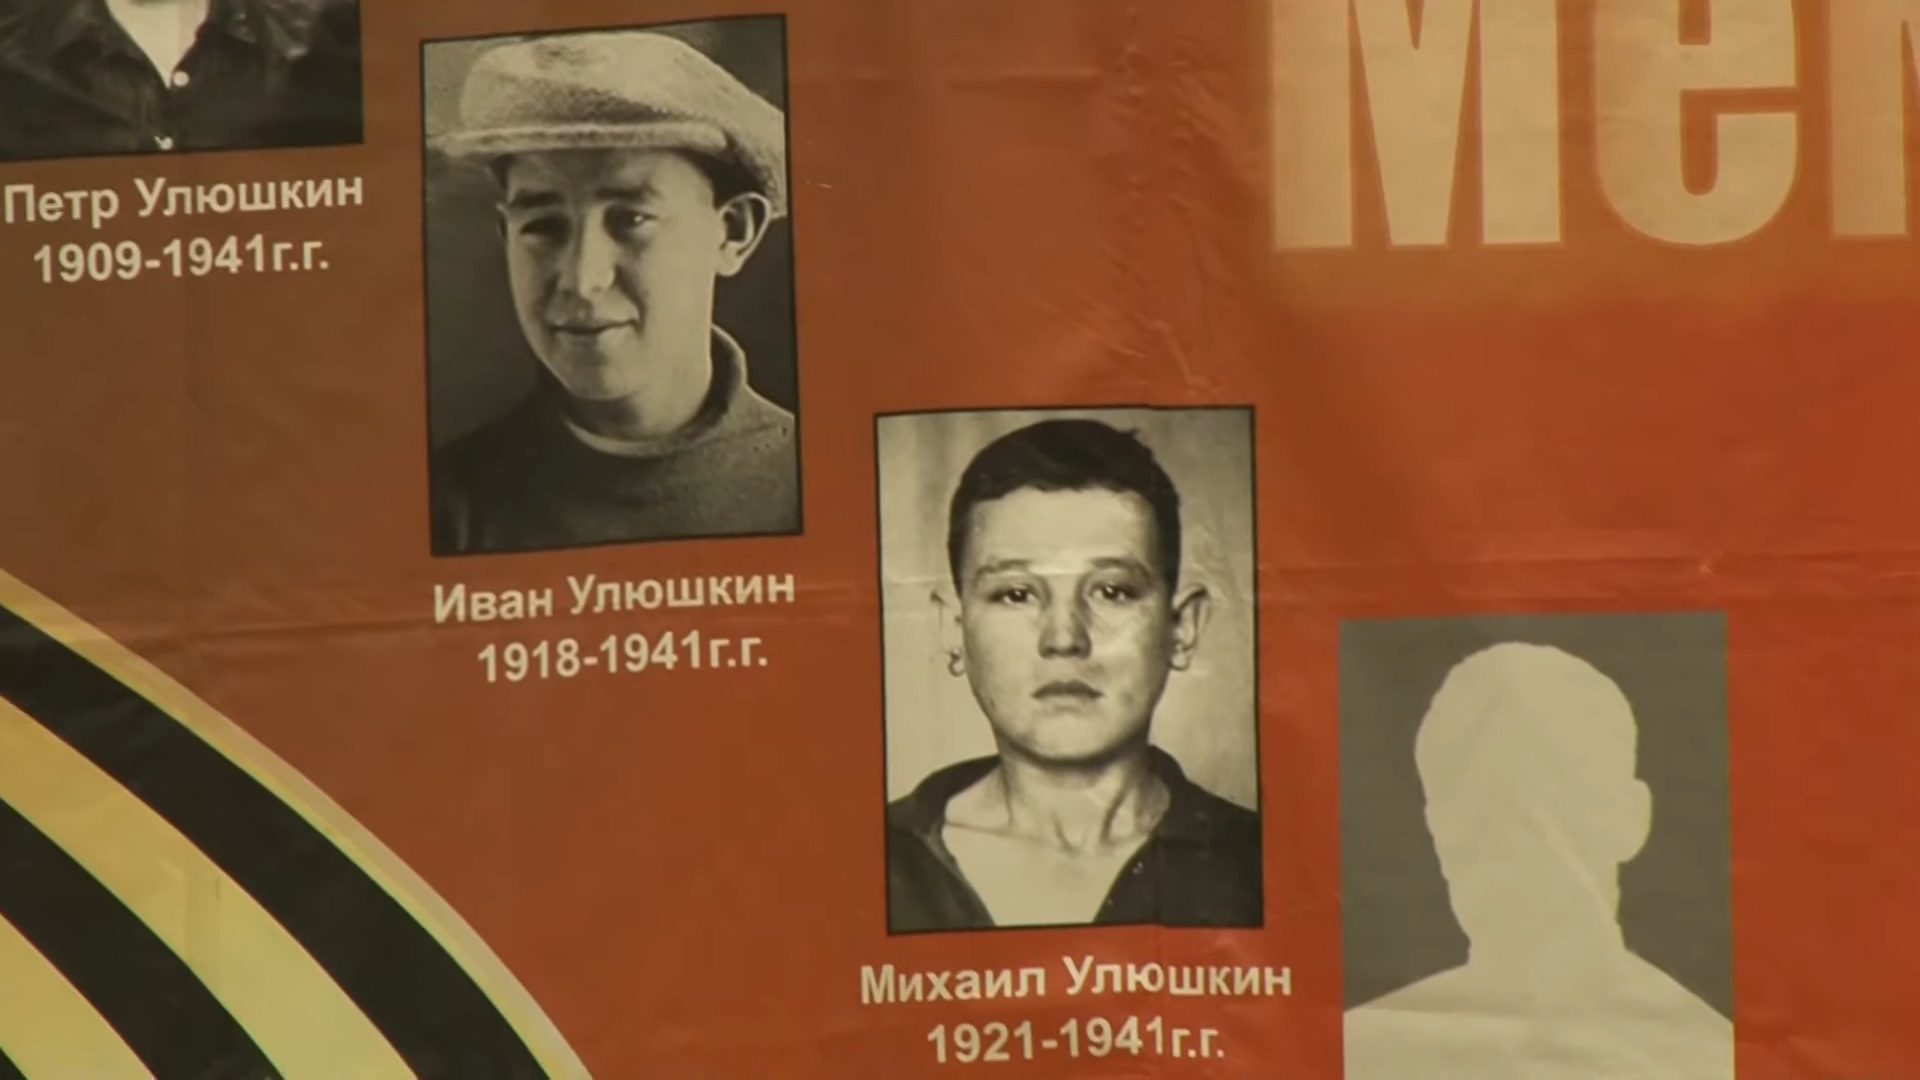 Петр Улюшкин
1909-1941г.г.
Иван Улюшкин
1918-1941г.г.
Михаил Улюшкин
1921-1941г.г.